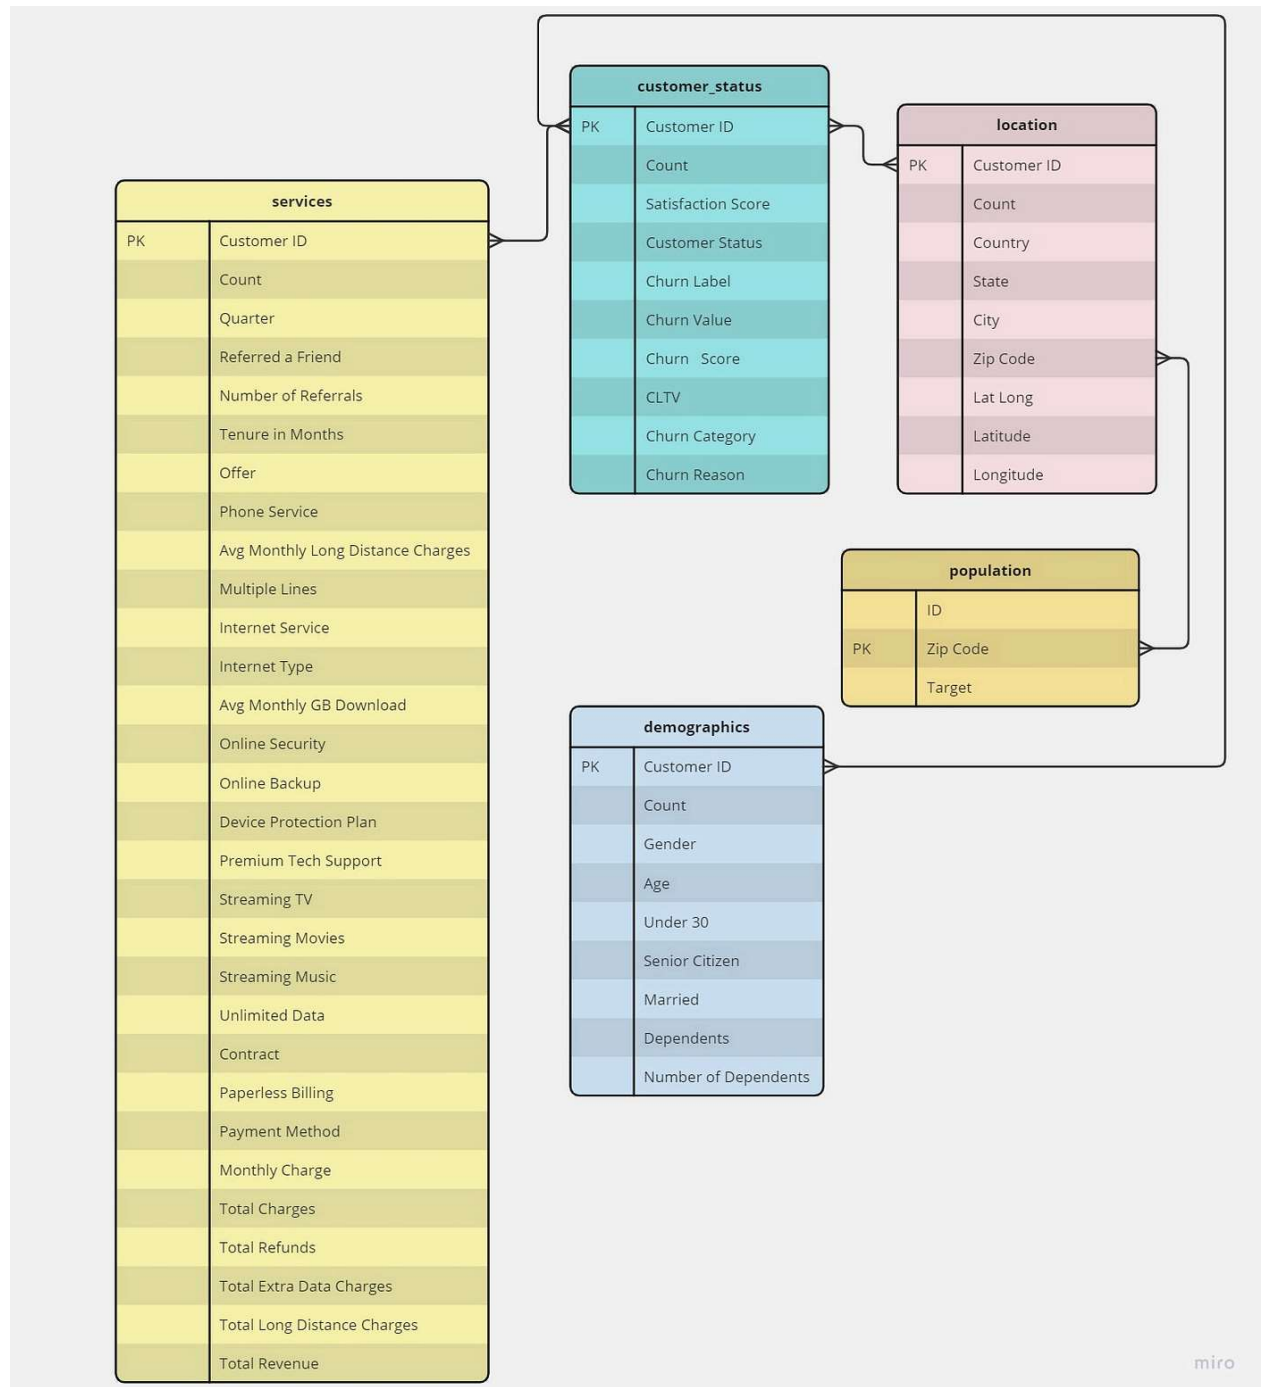 customer_status
PK Customer ID
Count
Satisfaction Score
Customer Status
Churn Label
Churn Value
Churn   Score
CLTV
Churn Category
Churn Reason
location
PK Customer ID
Count
Country
State
City
Zip Code
Lat Long
Latitude
Longitude
services
PK Customer ID
Count
Quarter
Referred a Friend
Number of Referrals
Tenure in Months
Offer
Phone Service
Avg Monthly Long Distance Charges
Multiple Lines
Internet Service
Internet Type
Avg Monthly GB Download
Online Security
Online Backup
Device Protection Plan
Premium Tech Support
Streaming TV
Streaming Movies
Streaming Music
Unlimited Data
Contract
Paperless Billing
Payment Method
Monthly Charge
Total Charges
Total Refunds
Total Extra Data Charges
Total Long Distance Charges
Total Revenue
population
ID
PK Zip Code
Target
demographics
PK Customer ID
Count
Gender
Age
Under 30
Senior Citizen
Married
Dependents
Number of Dependents
miro